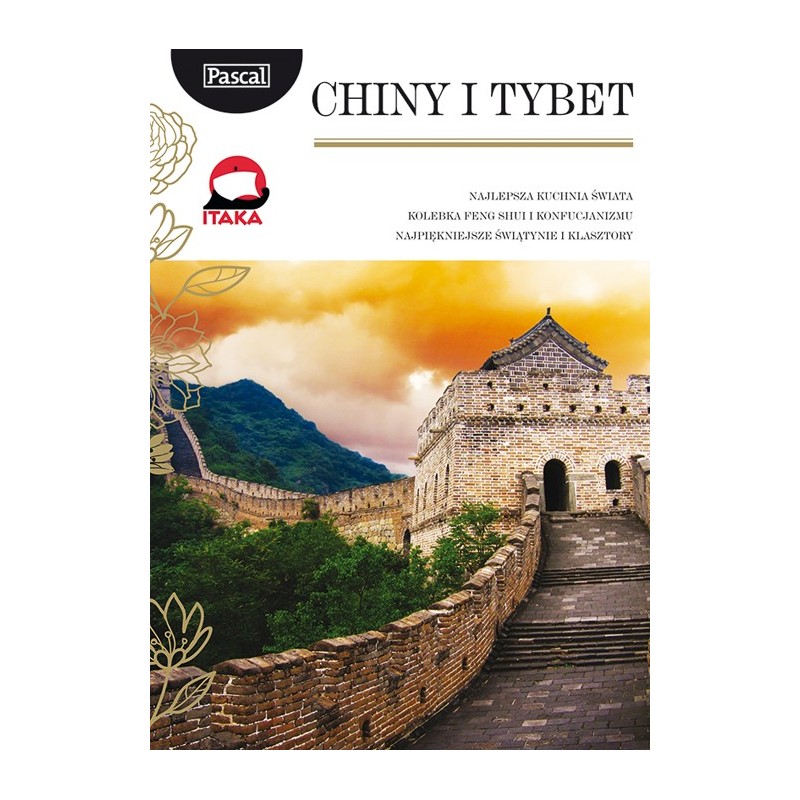 Pascal
CHINY I TYBET
ITAKA
NAJLEPSZA KUCHNIA ŚWIATA
KOLEBKA FENG SHUI I KONFUCJANIZMU
NAJPIĘKNIEJSZE ŚWIĄTYNIE I KLASZTORY